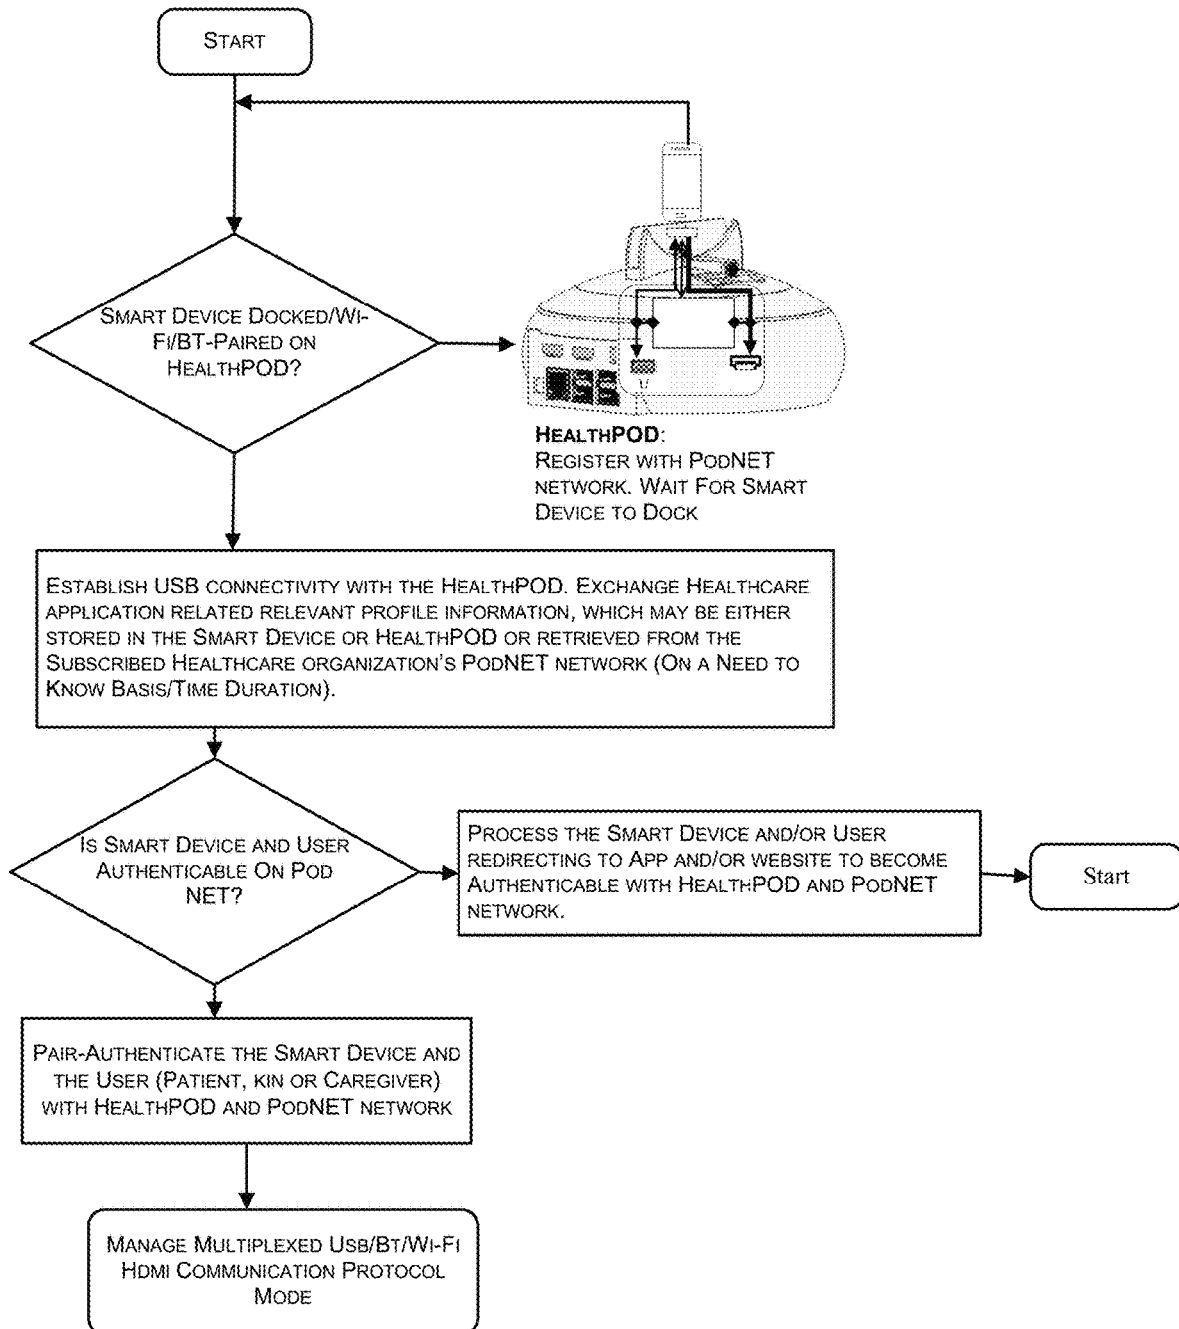 START
SMART DEVICE DOCKED/WI-
FI/BT-PAIRED ON
HEALTHPOD?
HEALTHPOD:
REGISTER WITH PODNET
NETWORK. WAIT FOR SMART
DEVICE TO DOCK
ESTABLISH USB CONNECTIVITY WITH THE HEALTHPOD. EXCHANGE HEALTHCARE
APPLICATION RELATED RELEVANT PROFILE INFORMATION, WHICH MAY BE EITHER
STORED IN THE SMART DEVICE OR HEALTHPOD OR RETRIEVED FROM THE
SUBSCRIBED HEALTHCARE ORGANIZATION'S PODNET NETWORK (ON A NEED TO
KNOW BASIS/TIME DURATION).
IS SMART DEVICE AND USER
AUTHENTICABLE ON POD
NET?
PROCESS THE SMART DEVICE AND/OR USER
REDIRECTING TO APP AND/OR WEBSITE TO BECOME
AUTHENTICABLE WITH HEALTHPOD AND PODNET
NETWORK.
Start
PAIR-AUTHENTICATE THE SMART DEVICE AND
THE USER (PATIENT, KIN OR CAREGIVER)
WITH HEALTHPOD AND PODNET NETWORK
MANAGE MULTIPLEXED USB/BT/WI-FI
HDMI COMMUNICATION PROTOCOL
MODE